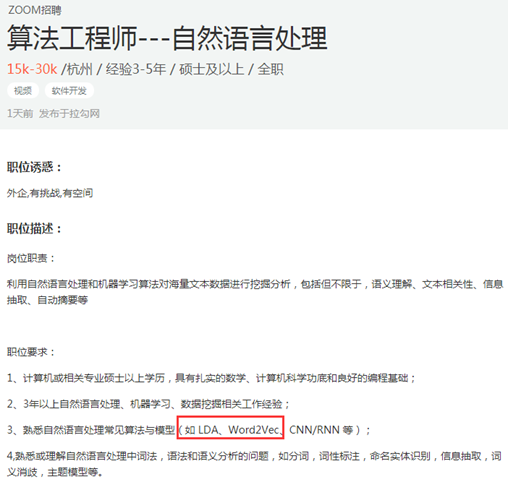 ZOOM招聘
算法工程师---自然语言处理
15k-30k /杭州 / 经验3-5年 / 硕士及以上 / 全职
视频 软件开发
1天前 发布于拉勾网
职位诱惑：
外企,有挑战,有空间
职位描述：
岗位职责：
利用自然语言处理和机器学习算法对海量文本数据进行挖掘分析，包括但不限于，语义理解、文本相关性、信息
抽取、自动摘要等
职位要求：
1、计算机或相关专业硕士以上学历，具有扎实的数学、计算机科学功底和良好的编程基础；
2、3年以上自然语言处理、机器学习、数据挖掘相关工作经验；
3、熟悉自然语言处理常见算法与模型（如 LDA、Word2Vec、CNN/RNN 等）；
4,熟悉或理解自然语言处理中词法，语法和语义分析的问题，如分词，词性标注，命名实体识别，信息抽取，词
义消歧，主题模型等。